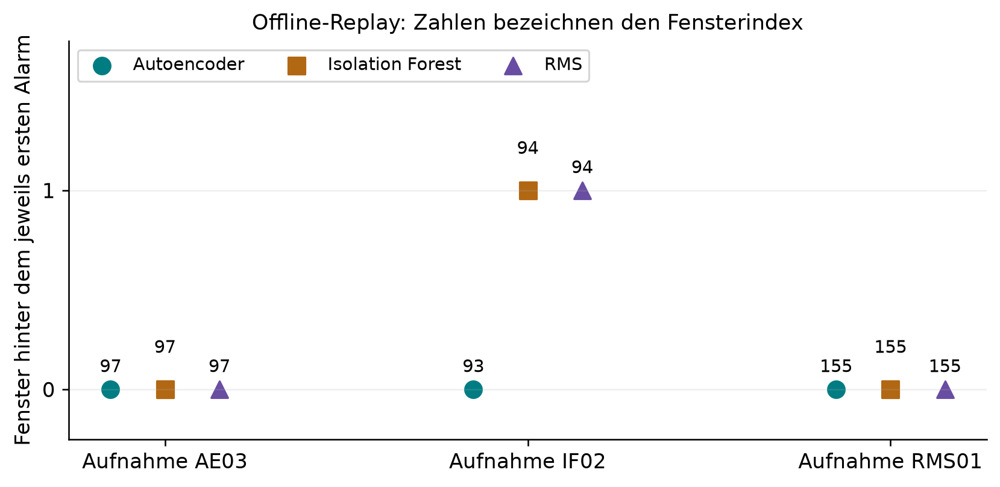 Offline-Replay: Zahlen bezeichnen den Fensterindex
Fenster hinter dem jeweils ersten Alarm
Autoencoder Isolation Forest RMS
94
94
1
97
155
97 97 93 155 155
0
Aufnahme AE03 Aufnahme IF02 Aufnahme RMS01